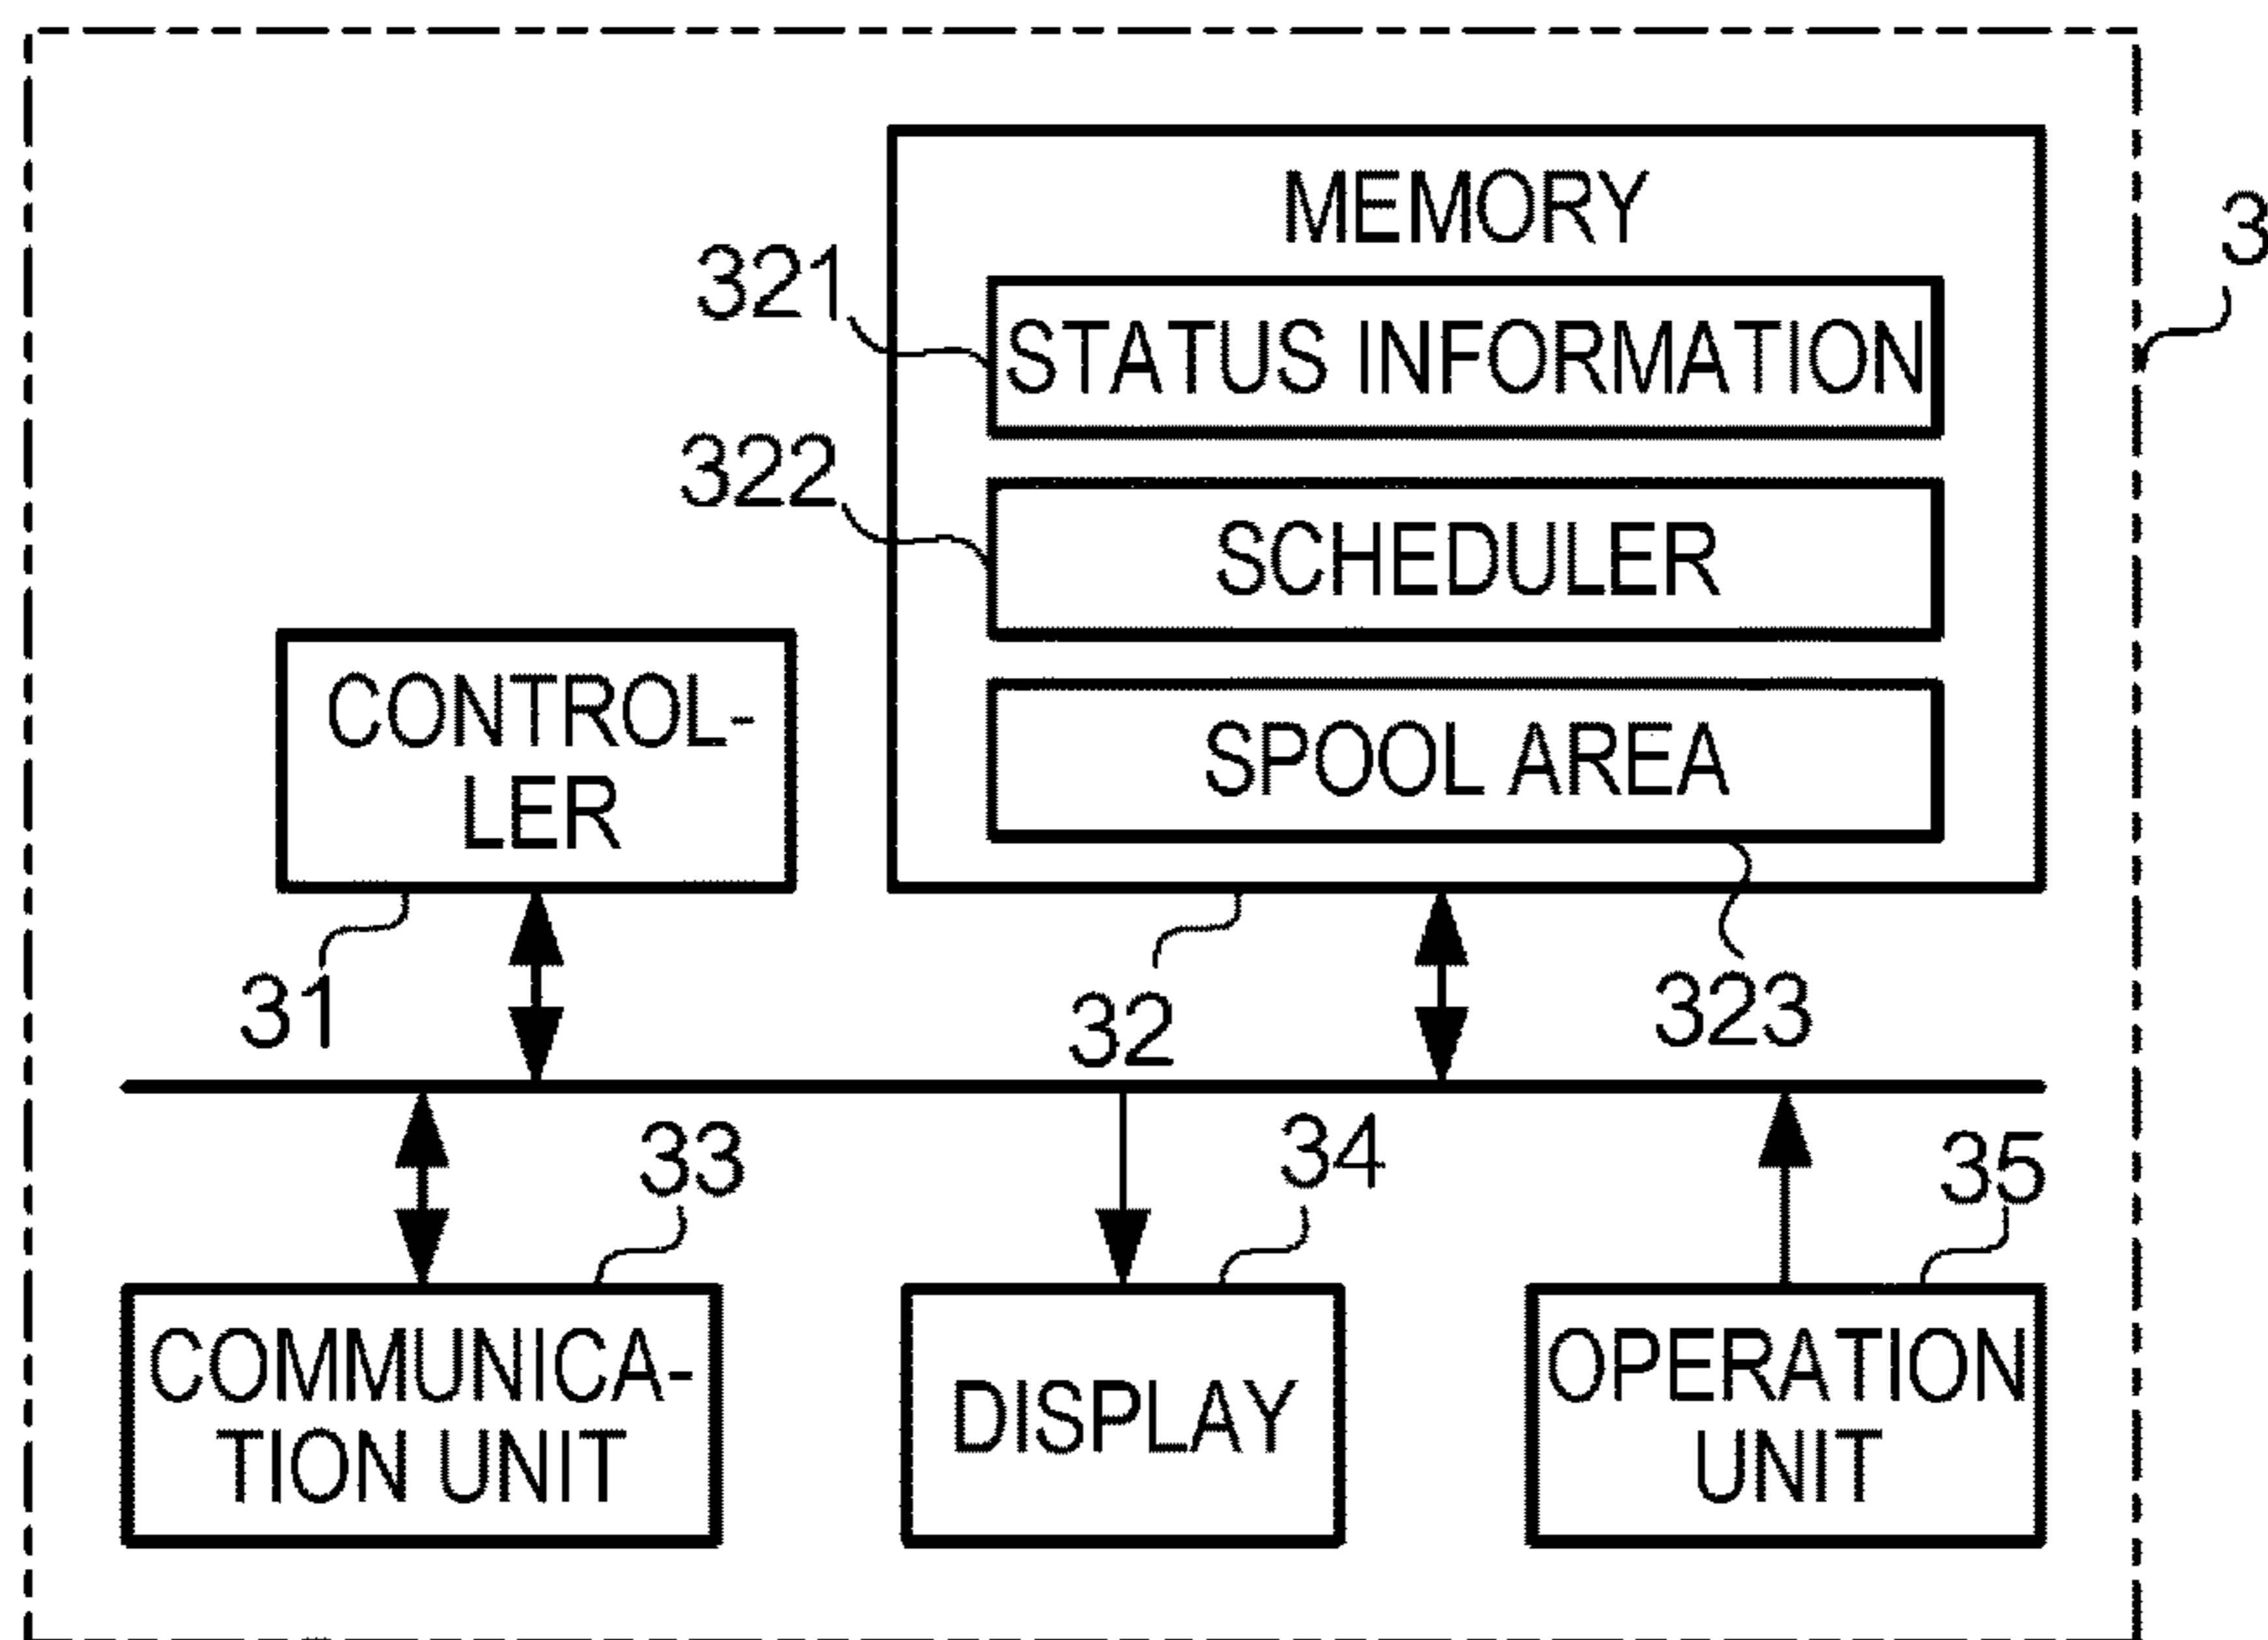 MEMORY
3
321
STATUS INFORMATION
322
SCHEDULER
CONTROL-
LER
SPOOL AREA
31
32
323
33
34
35
COMMUNICA-
TION UNIT
DISPLAY
OPERATION
UNIT